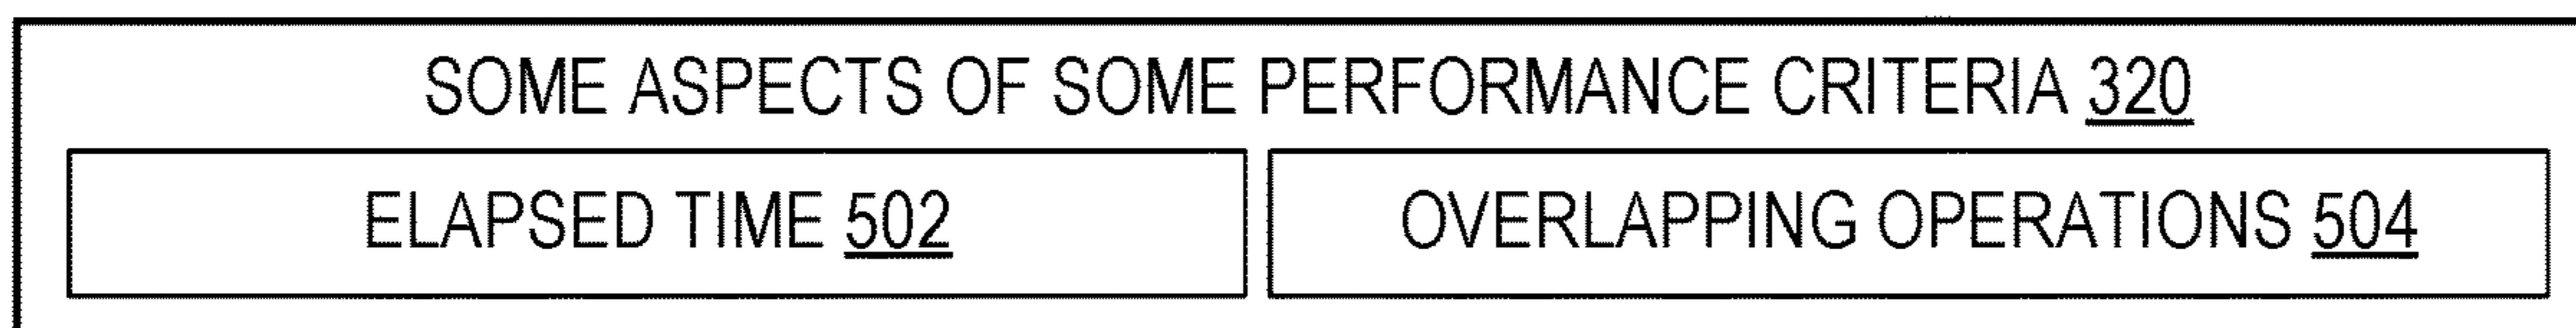 SOME ASPECTS OF SOME PERFORMANCE CRITERIA 320
ELAPSED TIME 502
OVERLAPPING OPERATIONS 504